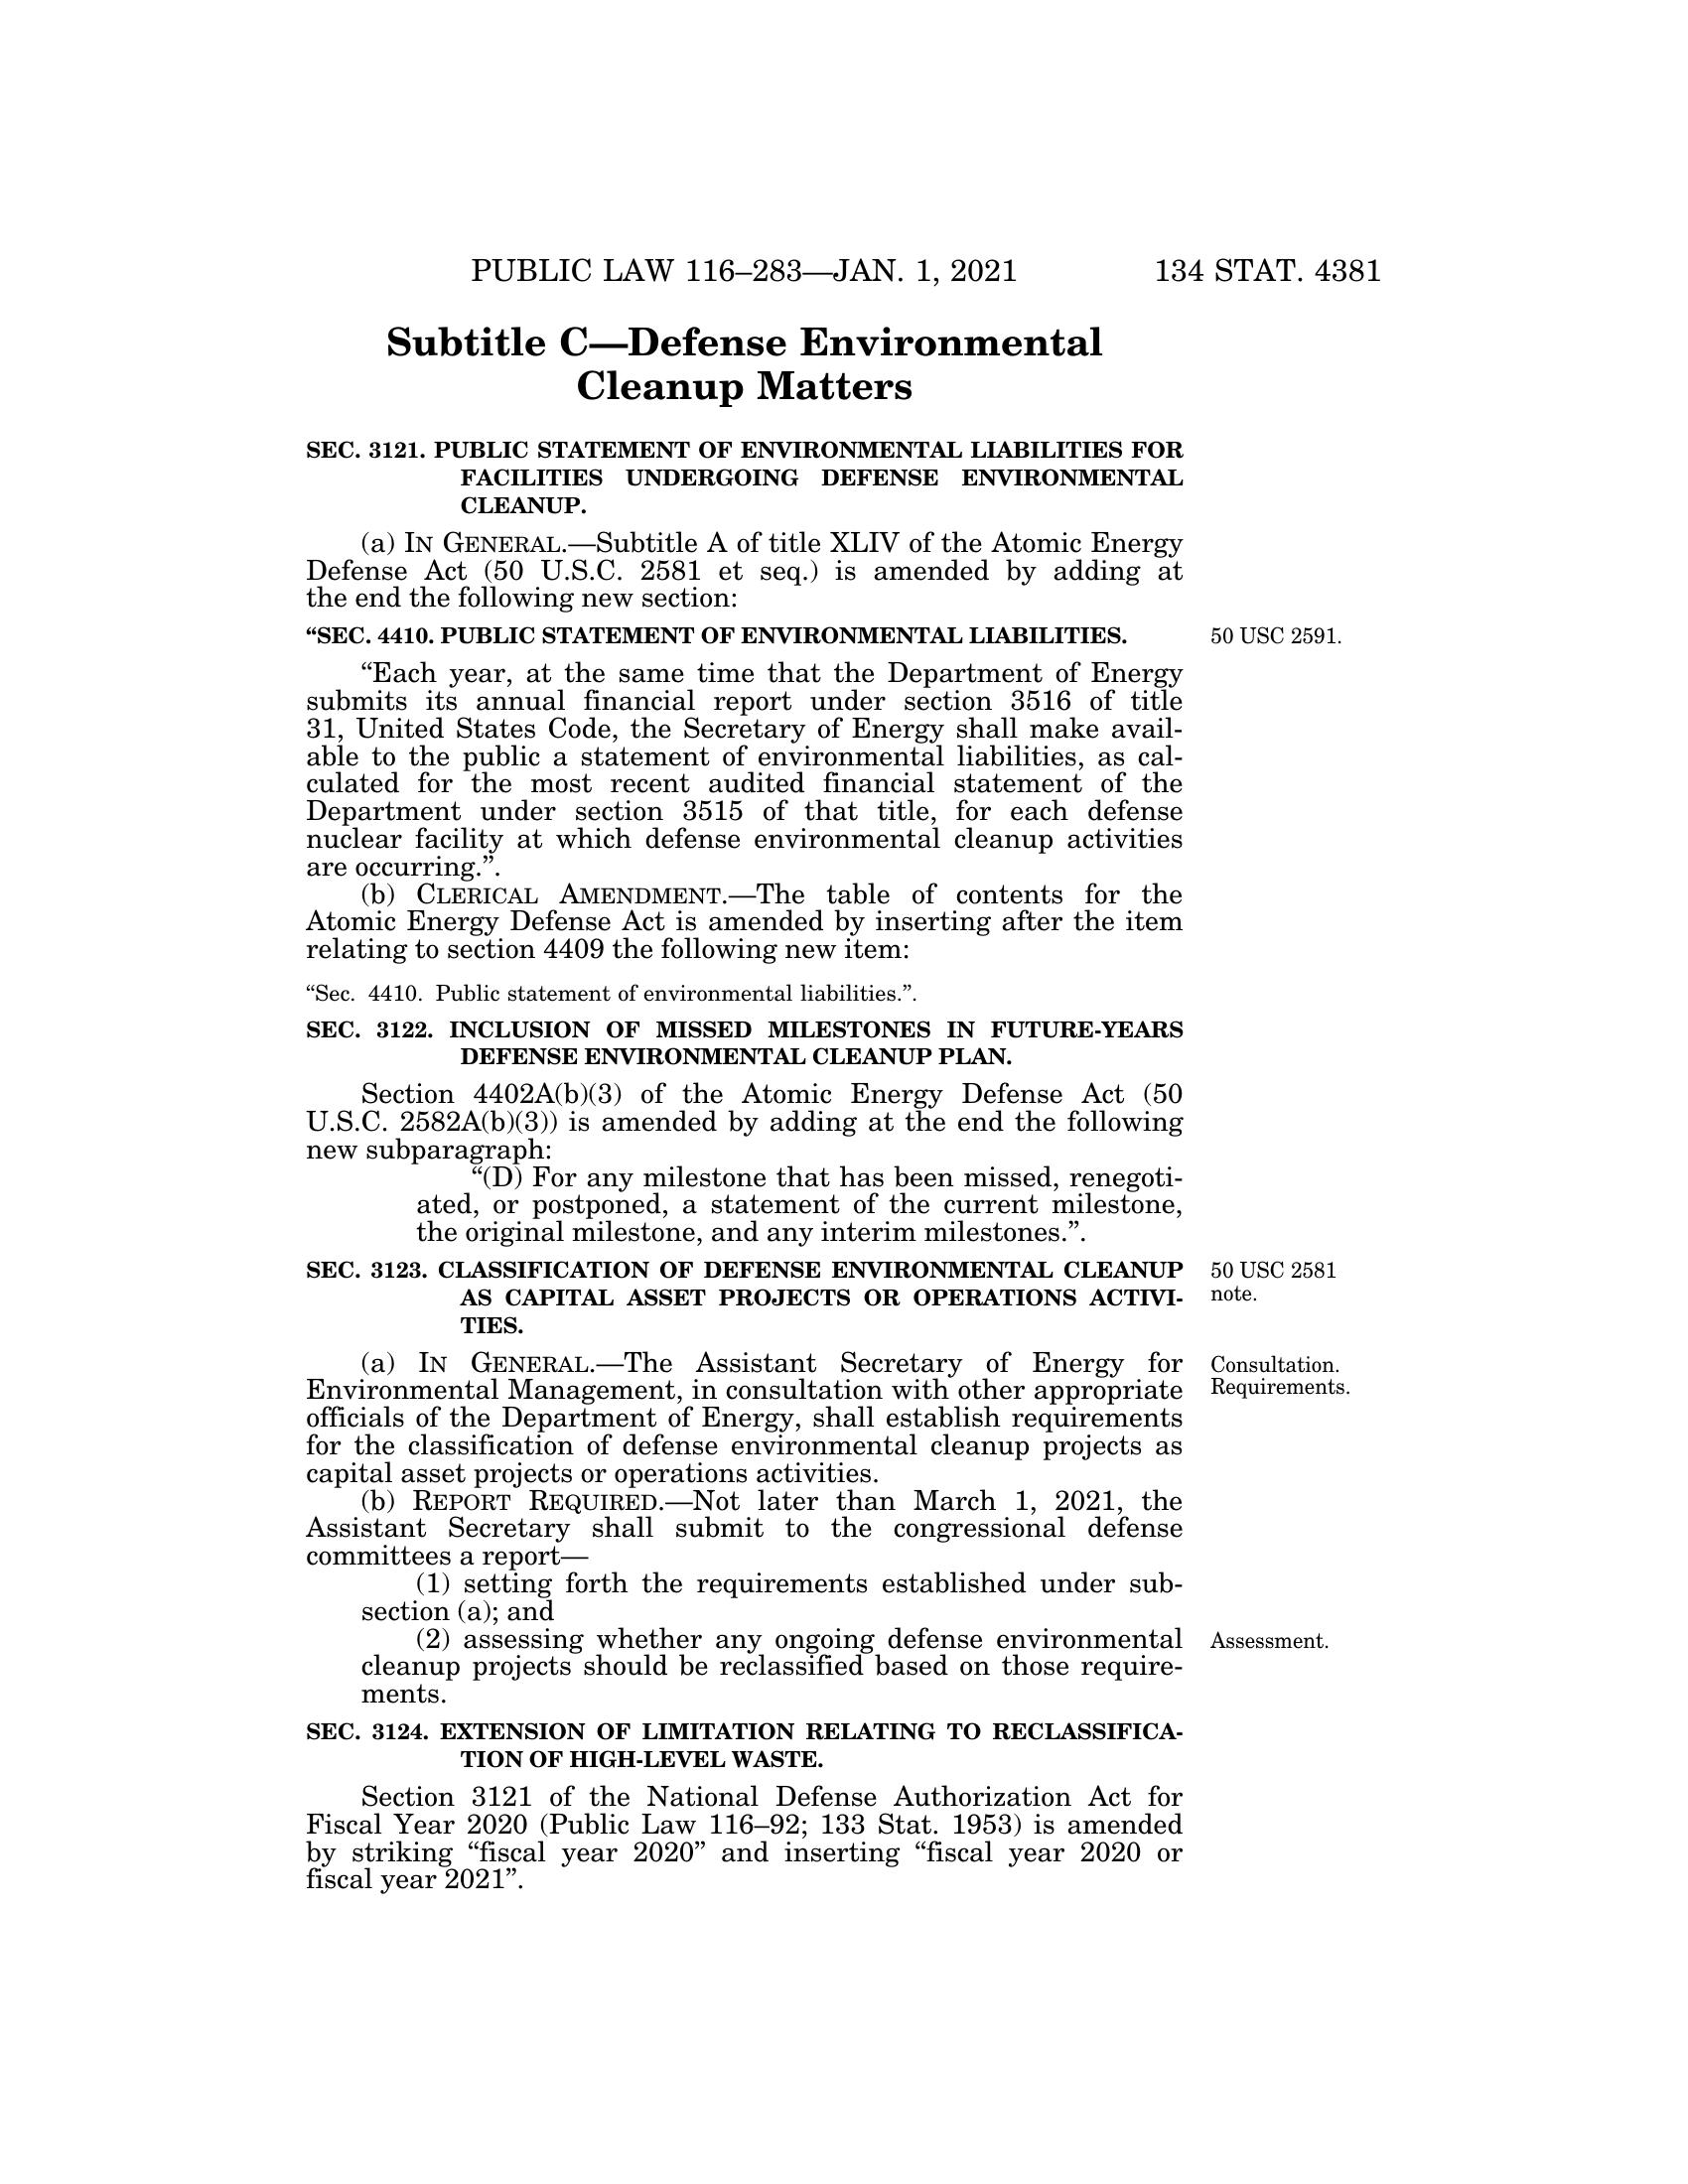 PUBLIC LAW 116–283—JAN. 1, 2021
134 STAT. 4381
Subtitle C—Defense Environmental
Cleanup Matters
SEC. 3121. PUBLIC STATEMENT OF ENVIRONMENTAL LIABILITIES FOR
FACILITIES UNDERGOING DEFENSE ENVIRONMENTAL
CLEANUP.
(a) IN GENERAL.—Subtitle A of title XLIV of the Atomic Energy
Defense Act (50 U.S.C. 2581 et seq.) is amended by adding at
the end the following new section:
“SEC. 4410. PUBLIC STATEMENT OF ENVIRONMENTAL LIABILITIES.
50 USC 2591.
“Each year, at the same time that the Department of Energy
submits its annual financial report under section 3516 of title
31, United States Code, the Secretary of Energy shall make avail-
able to the public a statement of environmental liabilities, as cal-
culated for the most recent audited financial statement of the
Department under section 3515 of that title, for each defense
nuclear facility at which defense environmental cleanup activities
are occurring.”.
(b) CLERICAL AMENDMENT.—The table of contents for the
Atomic Energy Defense Act is amended by inserting after the item
relating to section 4409 the following new item:
“Sec. 4410. Public statement of environmental liabilities.”.
SEC. 3122. INCLUSION OF MISSED MILESTONES IN FUTURE-YEARS
DEFENSE ENVIRONMENTAL CLEANUP PLAN.
Section 4402A(b)(3) of the Atomic Energy Defense Act (50
U.S.C. 2582A(b)(3)) is amended by adding at the end the following
new subparagraph:
“(D) For any milestone that has been missed, renegoti-
ated, or postponed, a statement of the current milestone,
the original milestone, and any interim milestones.”.
SEC. 3123. CLASSIFICATION OF DEFENSE ENVIRONMENTAL CLEANUP
AS CAPITAL ASSET PROJECTS OR OPERATIONS ACTIVI-
TIES.
50 USC 2581
note.
(a) IN GENERAL.—The Assistant Secretary of Energy for
Environmental Management, in consultation with other appropriate
officials of the Department of Energy, shall establish requirements
for the classification of defense environmental cleanup projects as
capital asset projects or operations activities.
Consultation.
Requirements.
(b) REPORT REQUIRED.—Not later than March 1, 2021, the
Assistant Secretary shall submit to the congressional defense
committees a report—
(1) setting forth the requirements established under sub-
section (a); and
(2) assessing whether any ongoing defense environmental
cleanup projects should be reclassified based on those require-
ments.
Assessment.
SEC. 3124. EXTENSION OF LIMITATION RELATING TO RECLASSIFICA-
TION OF HIGH-LEVEL WASTE.
Section 3121 of the National Defense Authorization Act for
Fiscal Year 2020 (Public Law 116–92; 133 Stat. 1953) is amended
by striking “fiscal year 2020” and inserting “fiscal year 2020 or
fiscal year 2021”.